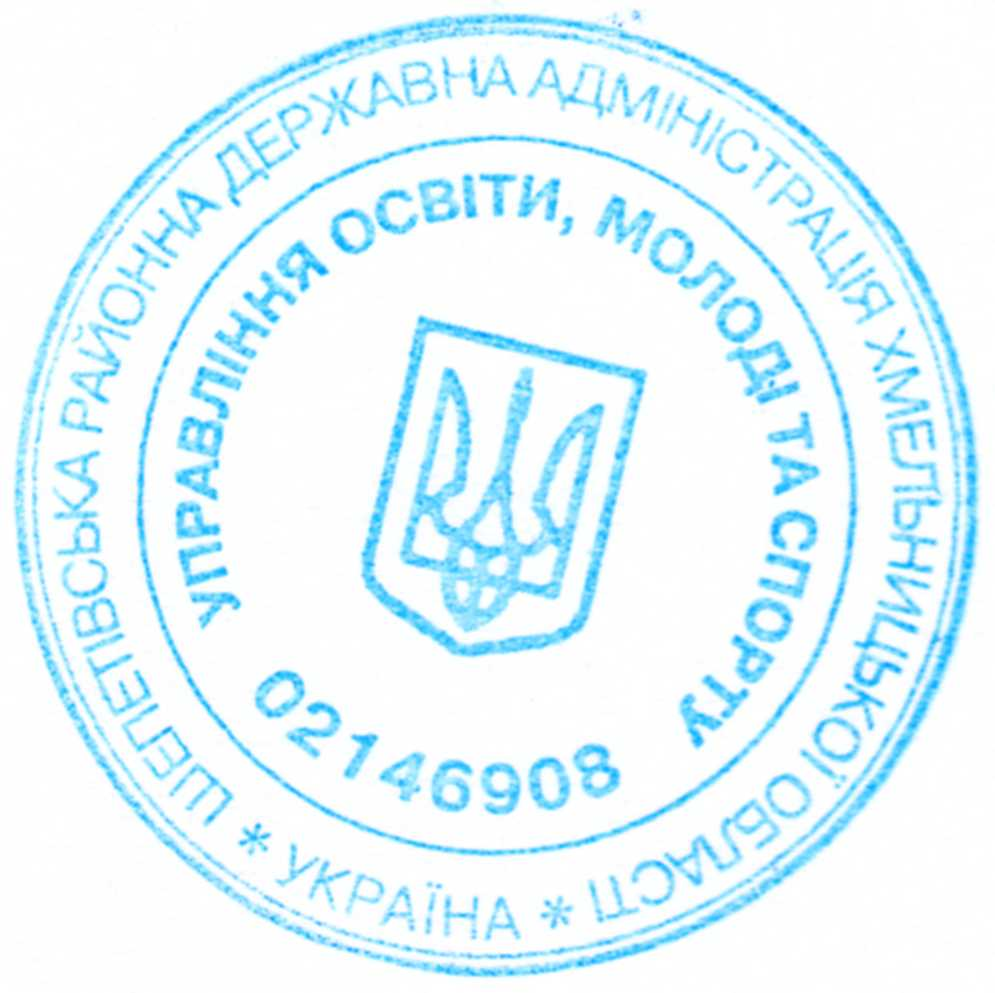 ШЕПЕТІВСЬКА РАЙОННА ДЕРЖАВНА АДМІНІСТРАЦІЯ ХМЕЛЬНИЦЬКОЇ ОБЛАСТІ
* УКРАЇНА *
УПРАВЛІННЯ ОСВІТИ, МОЛОДІ ТА СПОРТУ
02146908